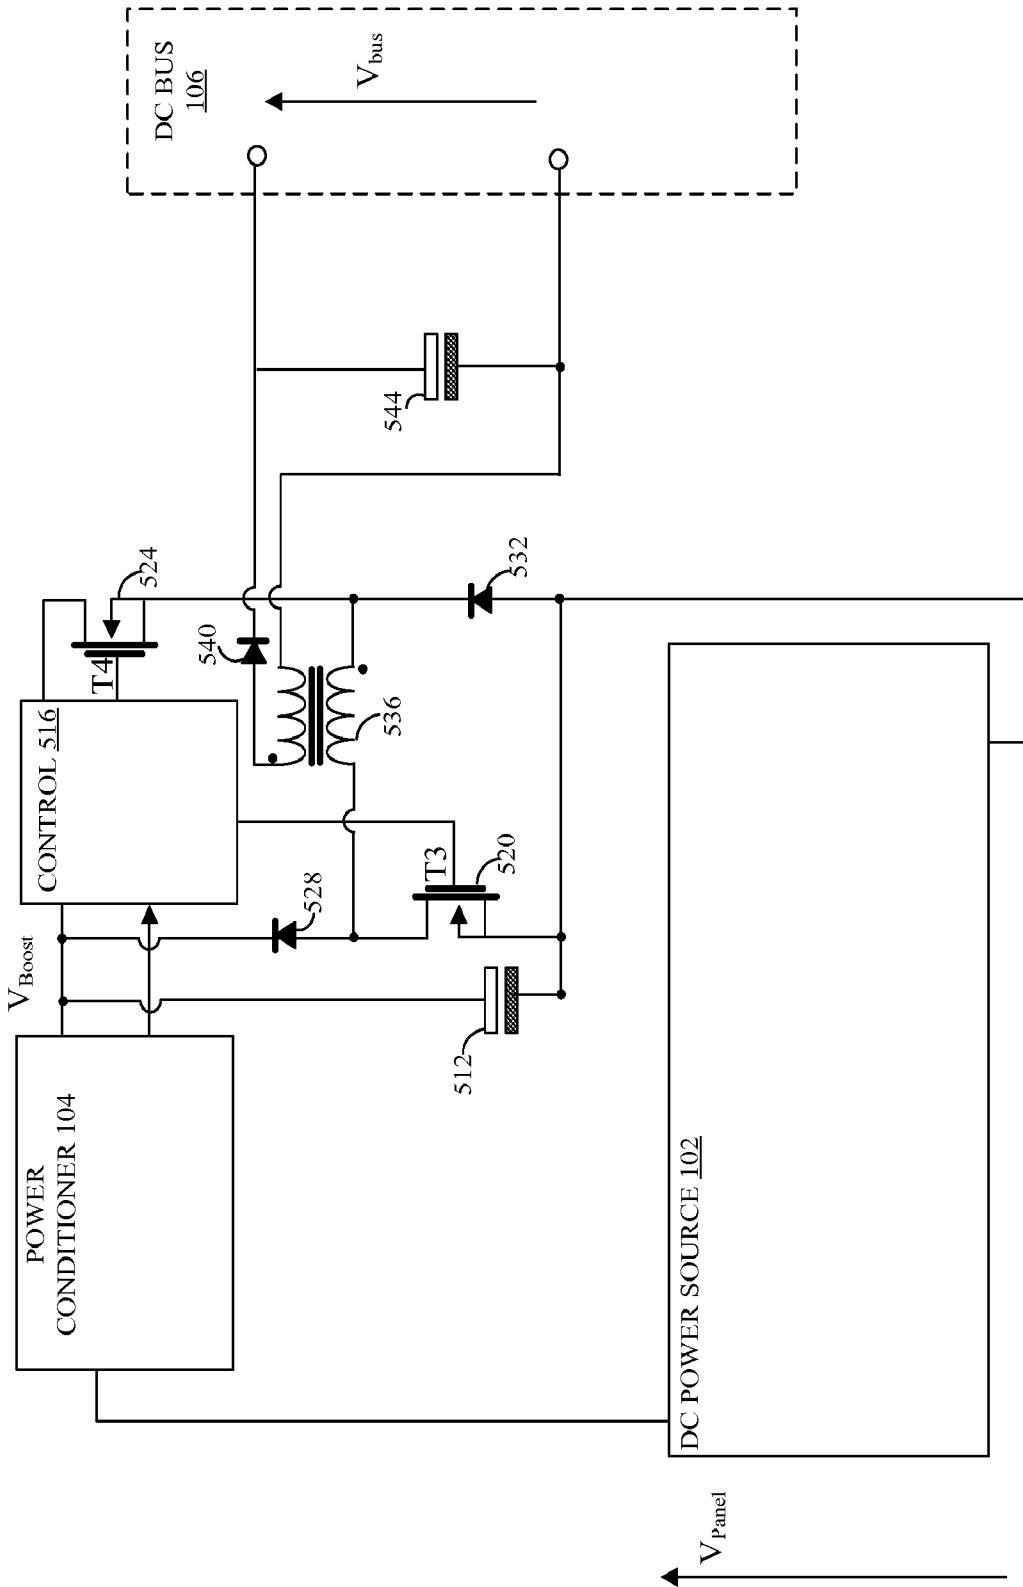 DC BUS
106
Vbus
544
524
T4
540
532
CONTROL 516
536
T3
520
528
VBoost
512
POWER
CONDITIONER 104
DC POWER SOURCE 102
VPanel